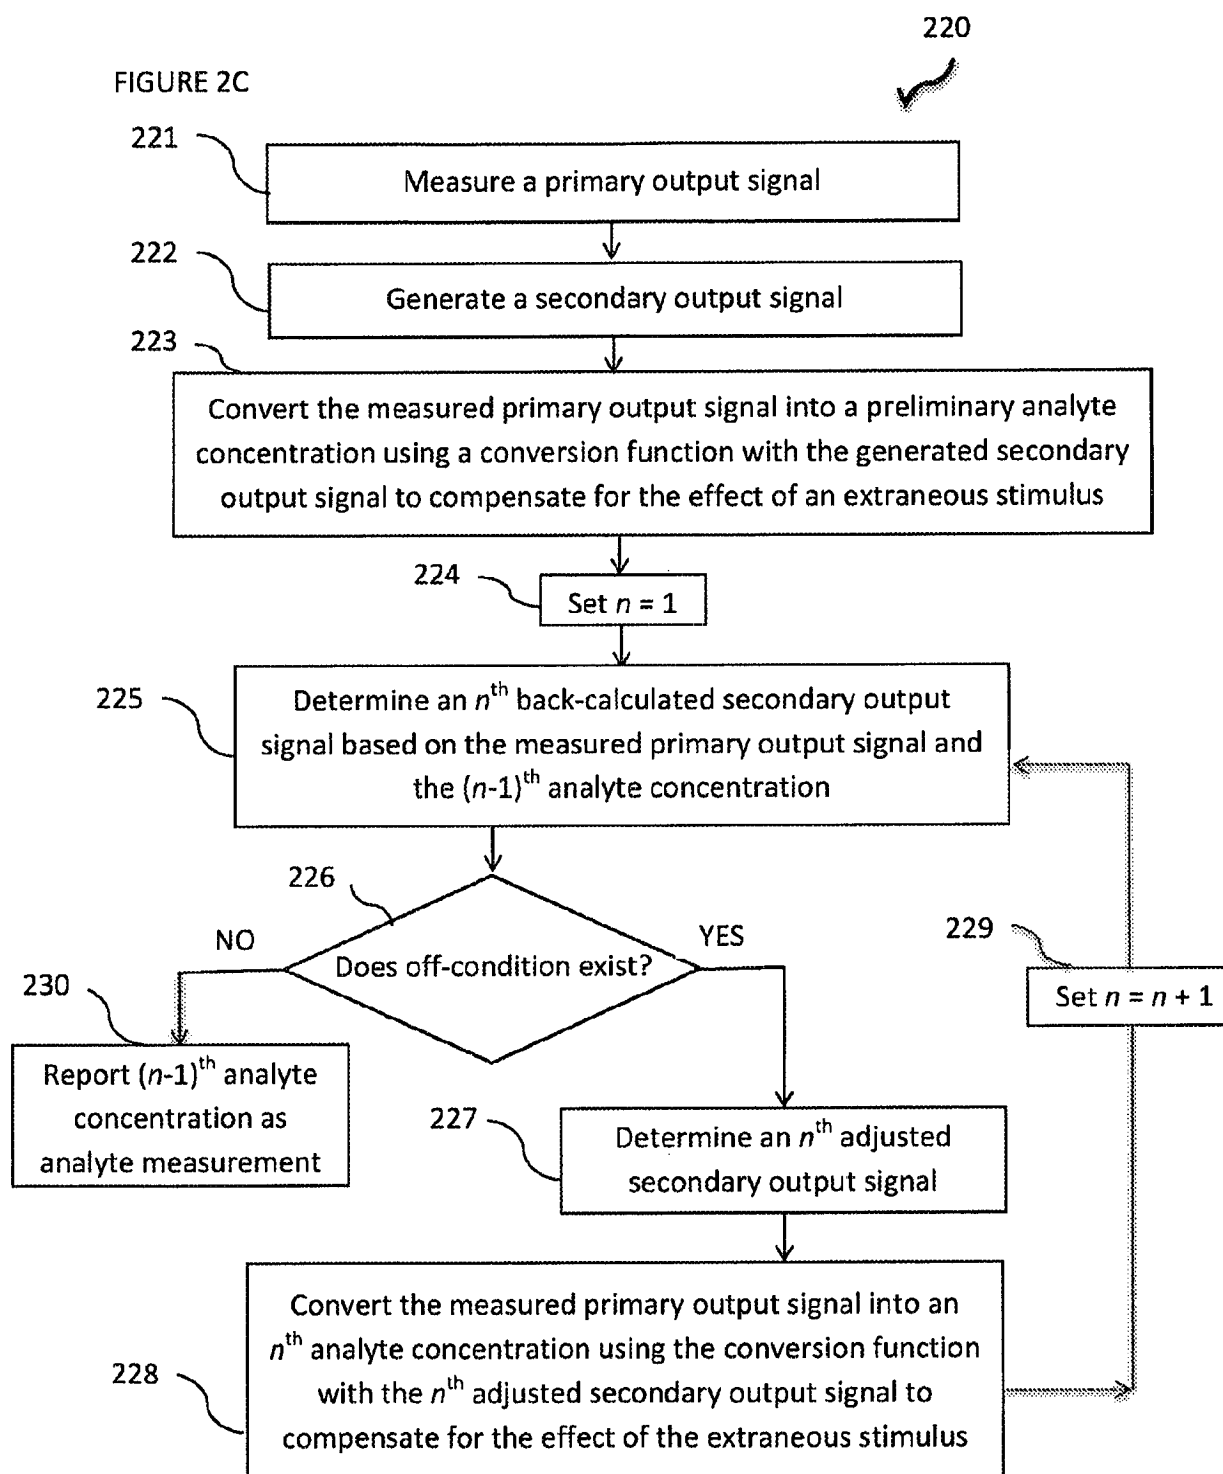 220
FIGURE 2C
221
Measure a primary output signal
222
Generate a secondary output signal
223
Convert the measured primary output signal into a preliminary analyte
concentration using a conversion function with the generated secondary
output signal to compensate for the effect of an extraneous stimulus
224
Set n = 1
225
Determine an nth back-calculated secondary output
signal based on the measured primary output signal and
the (n-1)th analyte concentration
226
NO
YES
Does off-condition exist?
229
Set n = n + 1
230
Report (n-1)th analyte
concentration as
analyte measurement
227
Determine an nth adjusted
secondary output signal
228
Convert the measured primary output signal into an
nth analyte concentration using the conversion function
with the nth adjusted secondary output signal to
compensate for the effect of the extraneous stimulus